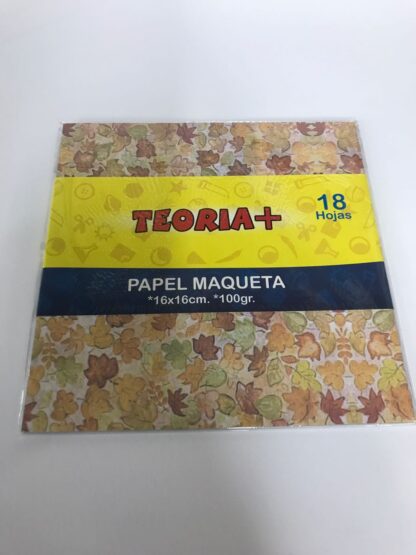 TEORIA+
18
Hojas
PAPEL MAQUETA
*16x16cm. *100gr.